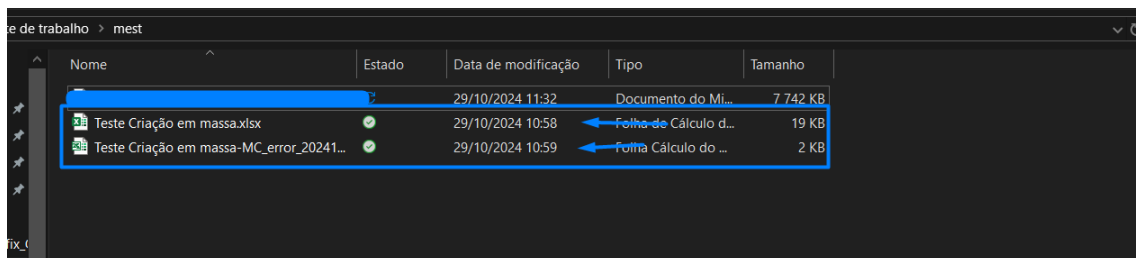 te de trabalho > mest
Nome Estado Data de modificação Tipo Tamanho
29/10/2024 11:32 Documento do Mi... 7 742 KB
Teste Criação em massa.xlsx 29/10/2024 10:58 Folha de Cálculo d... 19 KB
Teste Criação em massa-MC_error_20241... 29/10/2024 10:59 Folha Cálculo do ... 2 KB
fix_